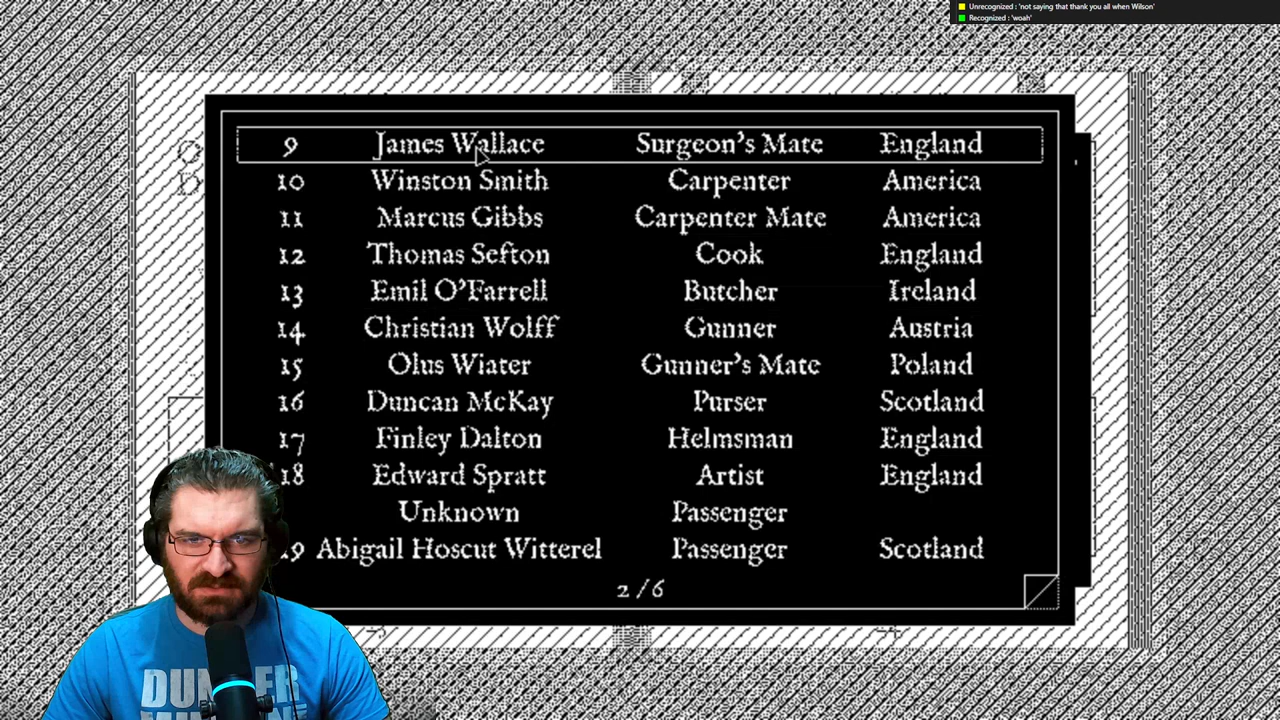 Unrecognized : 'not saying that thank you all when Wilson'
Recognized : 'woah'
9 James Wallace Surgeon's Mate England
10 Winston Smith Carpenter America
11 Marcus Gibbs Carpenter Mate America
12 Thomas Sefton Cook England
13 Emil O'Farrell Butcher Ireland
14 Christian Wolff Gunner Austria
15 Olus Wiater Gunner's Mate Poland
16 Duncan McKay Purser Scotland
17 Finley Dalton Helmsman England
18 Edward Spratt Artist England
Unknown Passenger
19 Abigail Hoscut Witterel Passenger Scotland
2/6